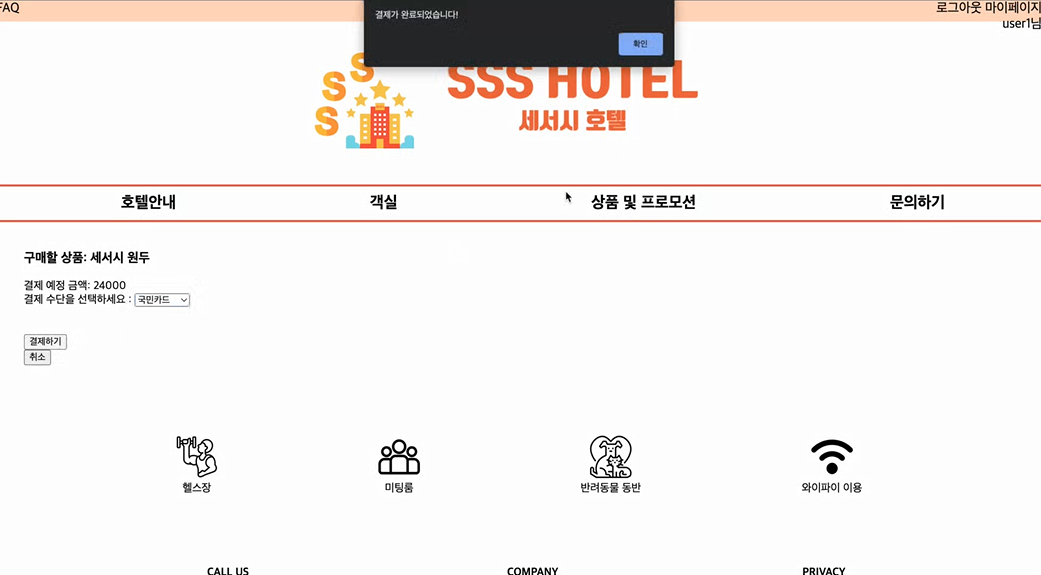 FAQ
로그아웃 마이페이지
user1님
결제가 완료되었습니다!
확인
S
S
S
SSS HOTEL
세서시 호텔
호텔안내
객실
상품 및 프로모션
문의하기
구매할 상품: 세서시 원두
결제 예정 금액: 24000
결제 수단을 선택하세요 : 국민카드
결제하기
취소
헬스장
미팅룸
반려동물 동반
와이파이 이용
CALL US
COMPANY
PRIVACY